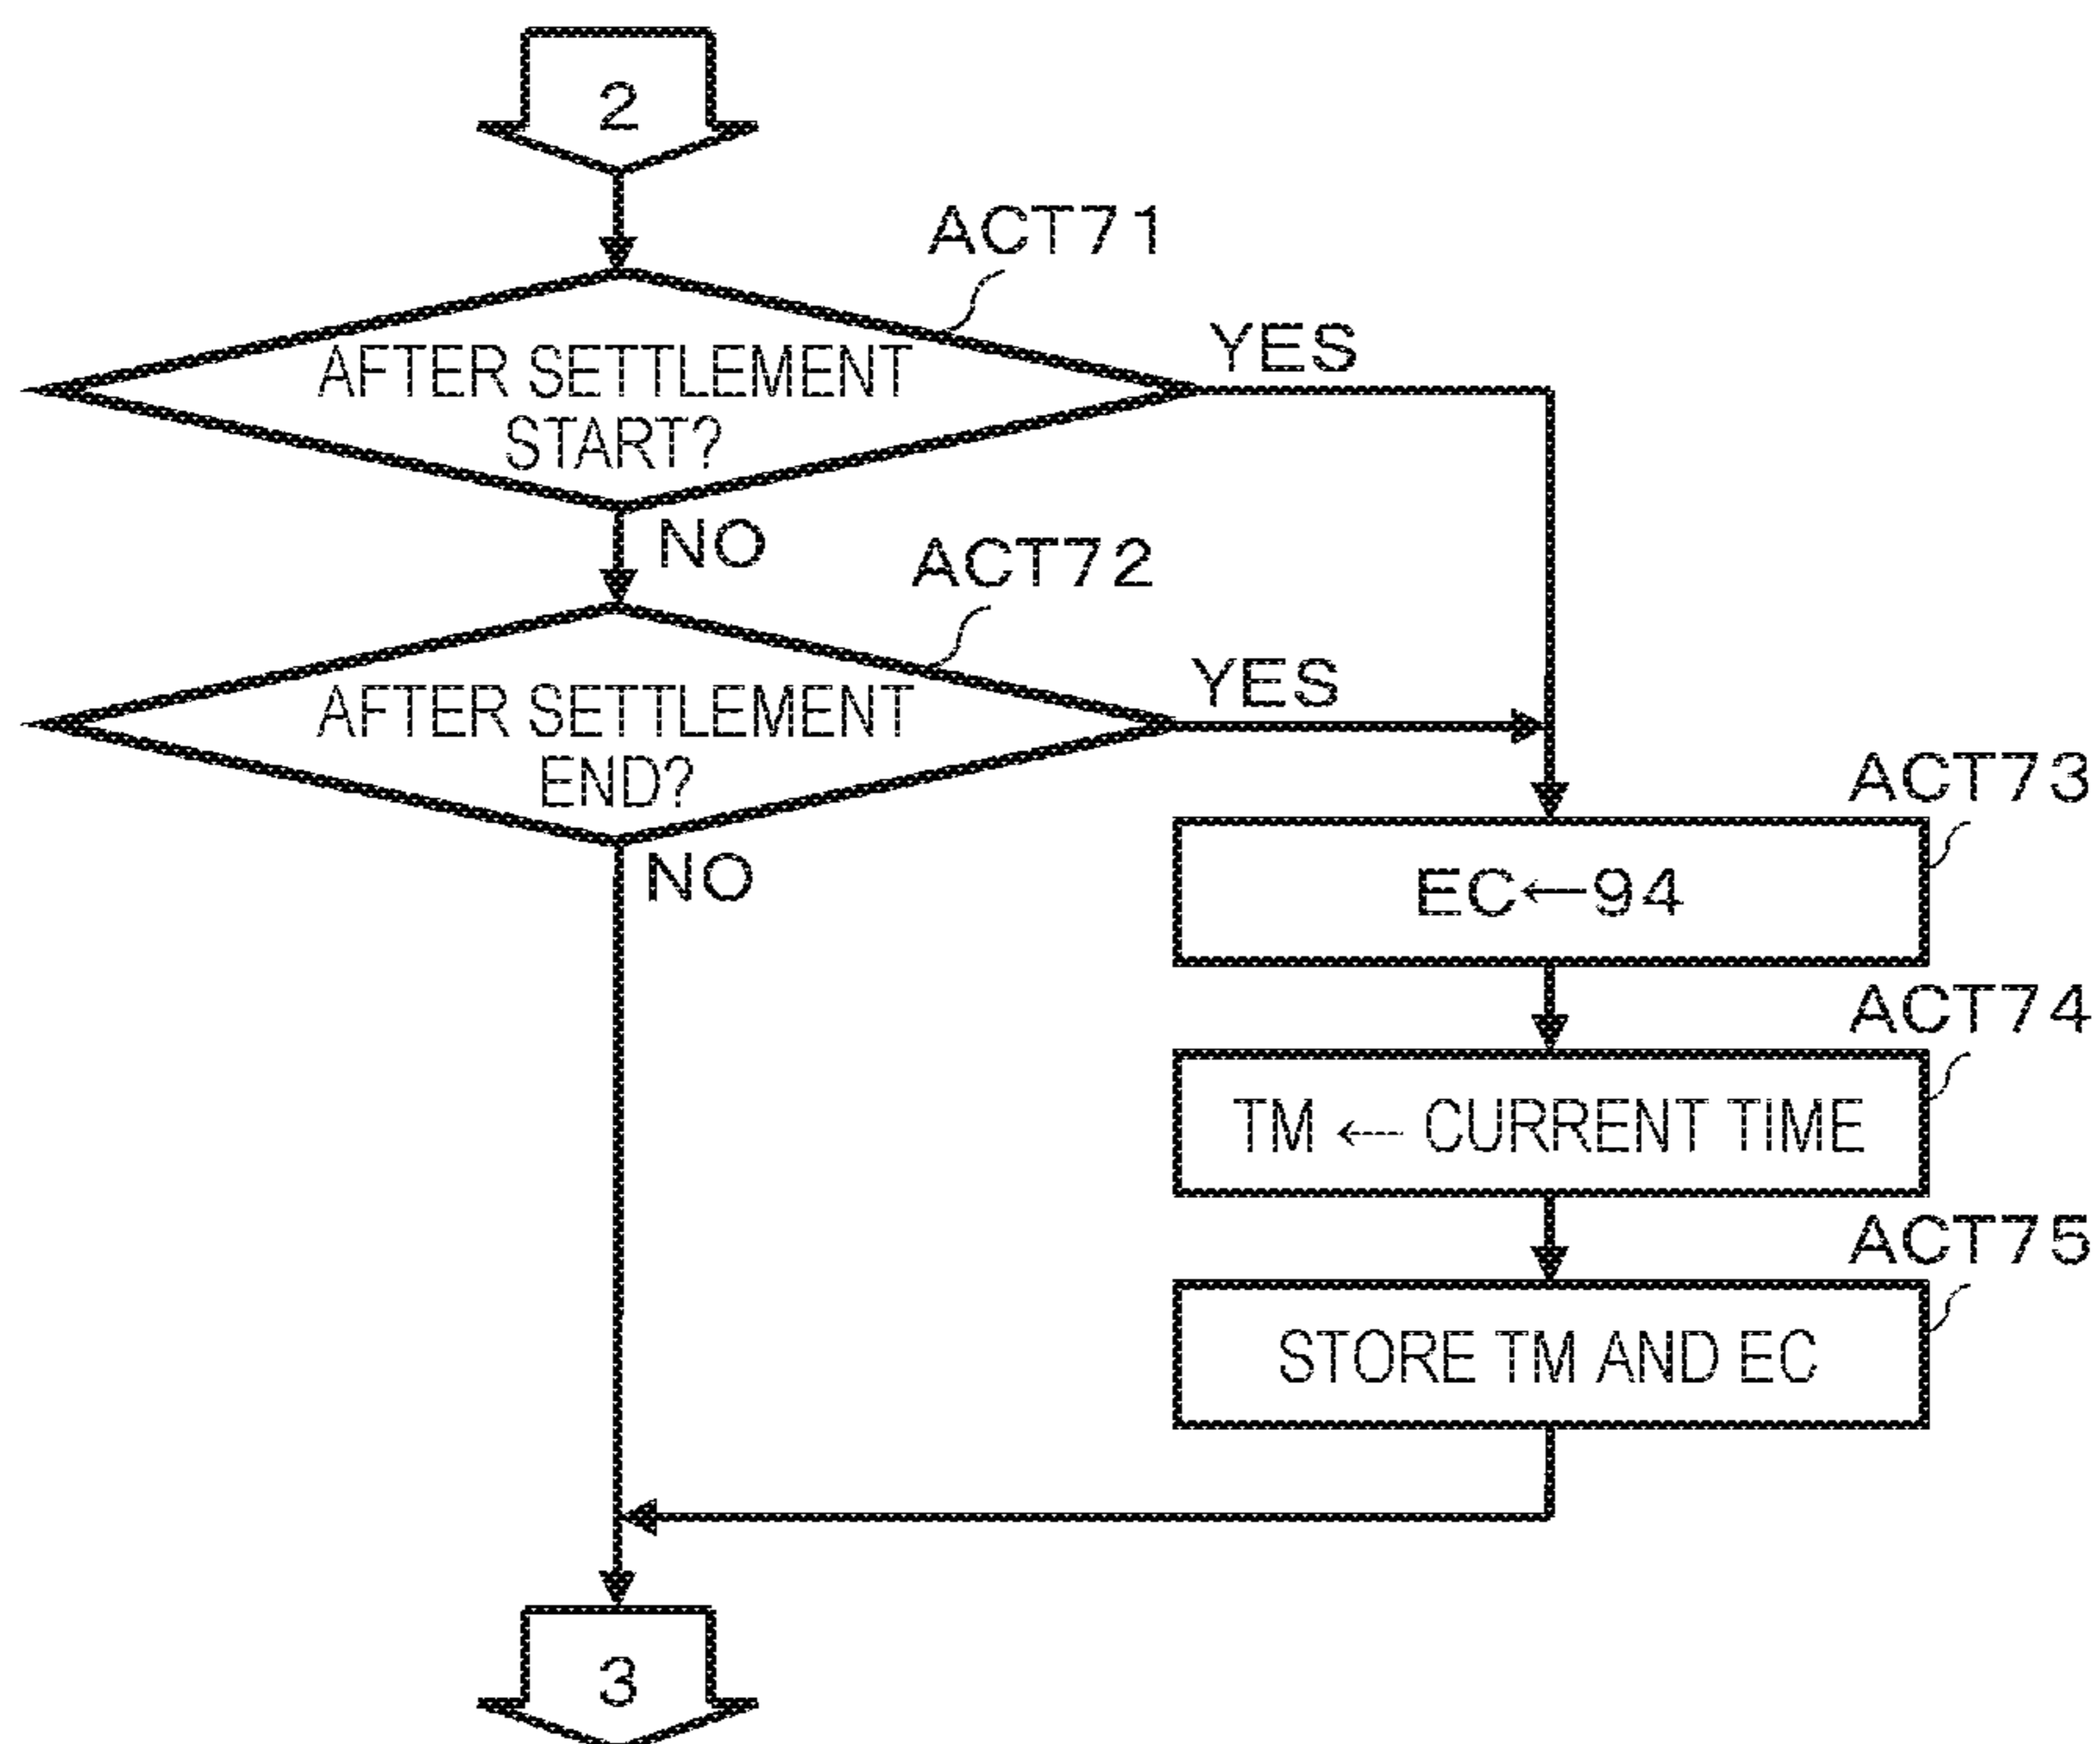 2
ACT71
AFTER SETTLEMENT
START?
YES
NO
ACT72
AFTER SETTLEMENT
END?
YES
NO
ACT73
EC←94
ACT74
TM ← CURRENT TIME
ACT75
STORE TM AND EC
3